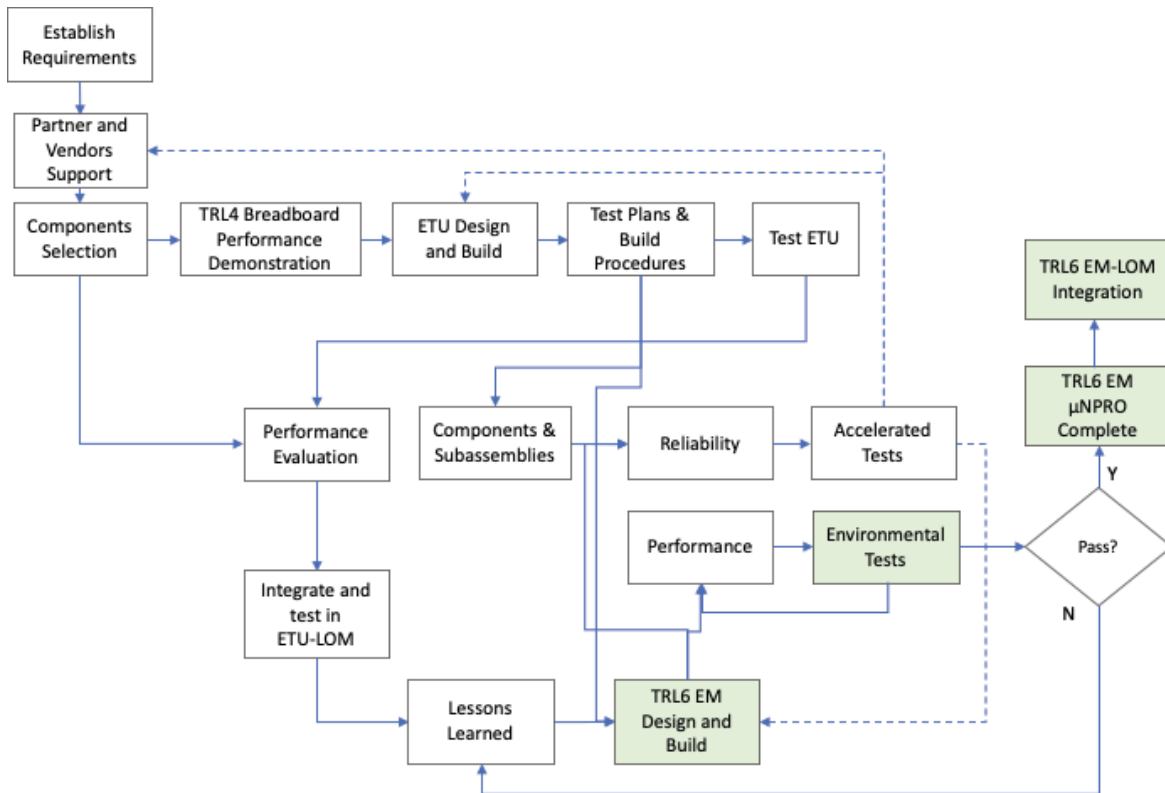 Establish
Requirements
Partner and
Vendors
Support
Components
Selection
TRL4 Breadboard
Performance
Demonstration
ETU Design
and Build
Test Plans &
Build
Procedures
Test ETU
TRL6 EM-LOM
Integration
TRL6 EM
μNPRO
Complete
Performance
Evaluation
Components &
Subassemblies
Reliability
Accelerated
Tests
Y
Performance
Environmental
Tests
Pass?
N
Integrate and
test in
ETU-LOM
Lessons
Learned
TRL6 EM
Design and
Build